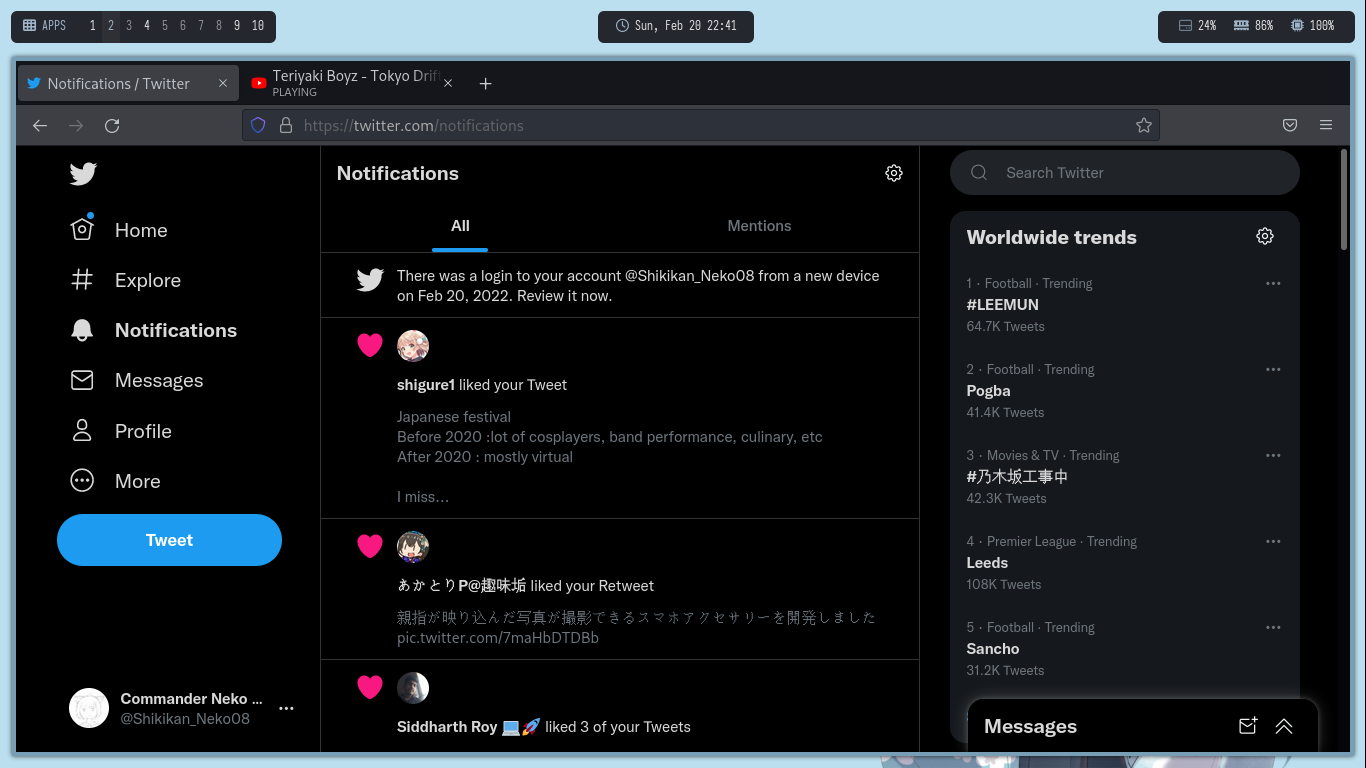 APPS 1 2 3 4 5 6 7 8 9 10
Sun, Feb 20 22:41
24% 86% 100%
Notifications / Twitter
Teriyaki Boyz - Tokyo Drif
PLAYING
https://twitter.com/notifications
Home
Explore
Notifications
Messages
Profile
More
Tweet
Commander Neko ...
@Shikikan_Neko08
Notifications
All
Mentions
There was a login to your account @Shikikan_Neko08 from a new device
on Feb 20, 2022. Review it now.
shigure1 liked your Tweet
Japanese festival
Before 2020 :lot of cosplayers, band performance, culinary, etc
After 2020 : mostly virtual
I miss…
あかとりP@趣味垢 liked your Retweet
親指が映り込んだ写真が撮影できるスマホアクセサリーを開発しました
pic.twitter.com/7maHbDTDBb
Siddharth Roy 💻🚀 liked 3 of your Tweets
Search Twitter
Worldwide trends
1 · Football · Trending
#LEEMUN
64.7K Tweets
2 · Football · Trending
Pogba
41.4K Tweets
3 · Movies & TV · Trending
#乃木坂工事中
42.3K Tweets
4 · Premier League · Trending
Leeds
108K Tweets
5 · Football · Trending
Sancho
31.2K Tweets
Messages